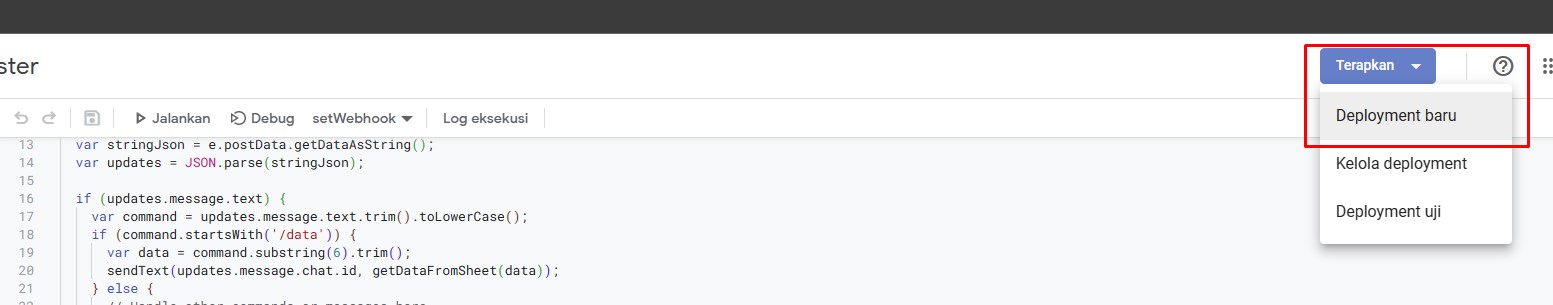 ster
Terapkan
Deployment baru
Kelola deployment
Deployment uji
Jalankan Debug setWebhook Log eksekusi
13 var stringJson = e.postData.getDataAsString();
14 var updates = JSON.parse(stringJson);
15
16 if (updates.message.text) {
17 var command = updates.message.text.trim().toLowerCase();
18 if (command.startsWith('/data')) {
19 var data = command.substring(6).trim();
20 sendText(updates.message.chat.id, getDataFromSheet(data));
21 } else {